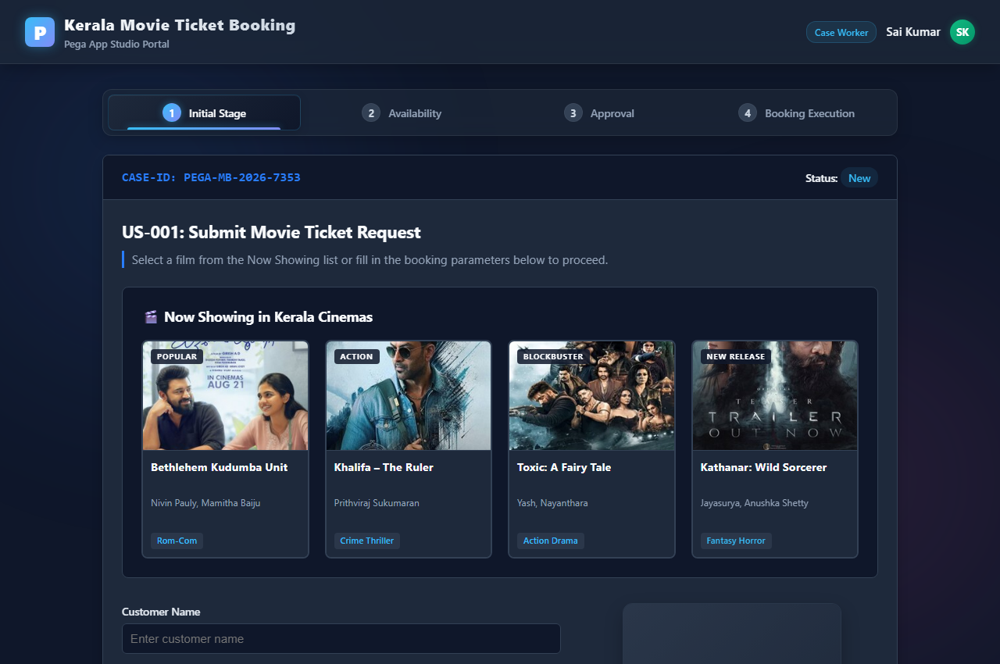 P
Kerala Movie Ticket Booking
Pega App Studio Portal
Case Worker
Sai Kumar
SK
1 Initial Stage
2 Availability
3 Approval
4 Booking Execution
CASE-ID: PEGA-MB-2026-7353
Status: New
US-001: Submit Movie Ticket Request
Select a film from the Now Showing list or fill in the booking parameters below to proceed.
Now Showing in Kerala Cinemas
POPULAR
IN CINEMAS
AUG 21
Bethlehem Kudumba Unit
Nivin Pauly, Mamitha Baiju
Rom-Com
ACTION
Khalifa – The Ruler
Prithviraj Sukumaran
Crime Thriller
BLOCKBUSTER
Toxic: A Fairy Tale
Yash, Nayanthara
Action Drama
NEW RELEASE
TRAILER
OUT NOW
Kathanar: Wild Sorcerer
Jayasurya, Anushka Shetty
Fantasy Horror
Customer Name
Enter customer name